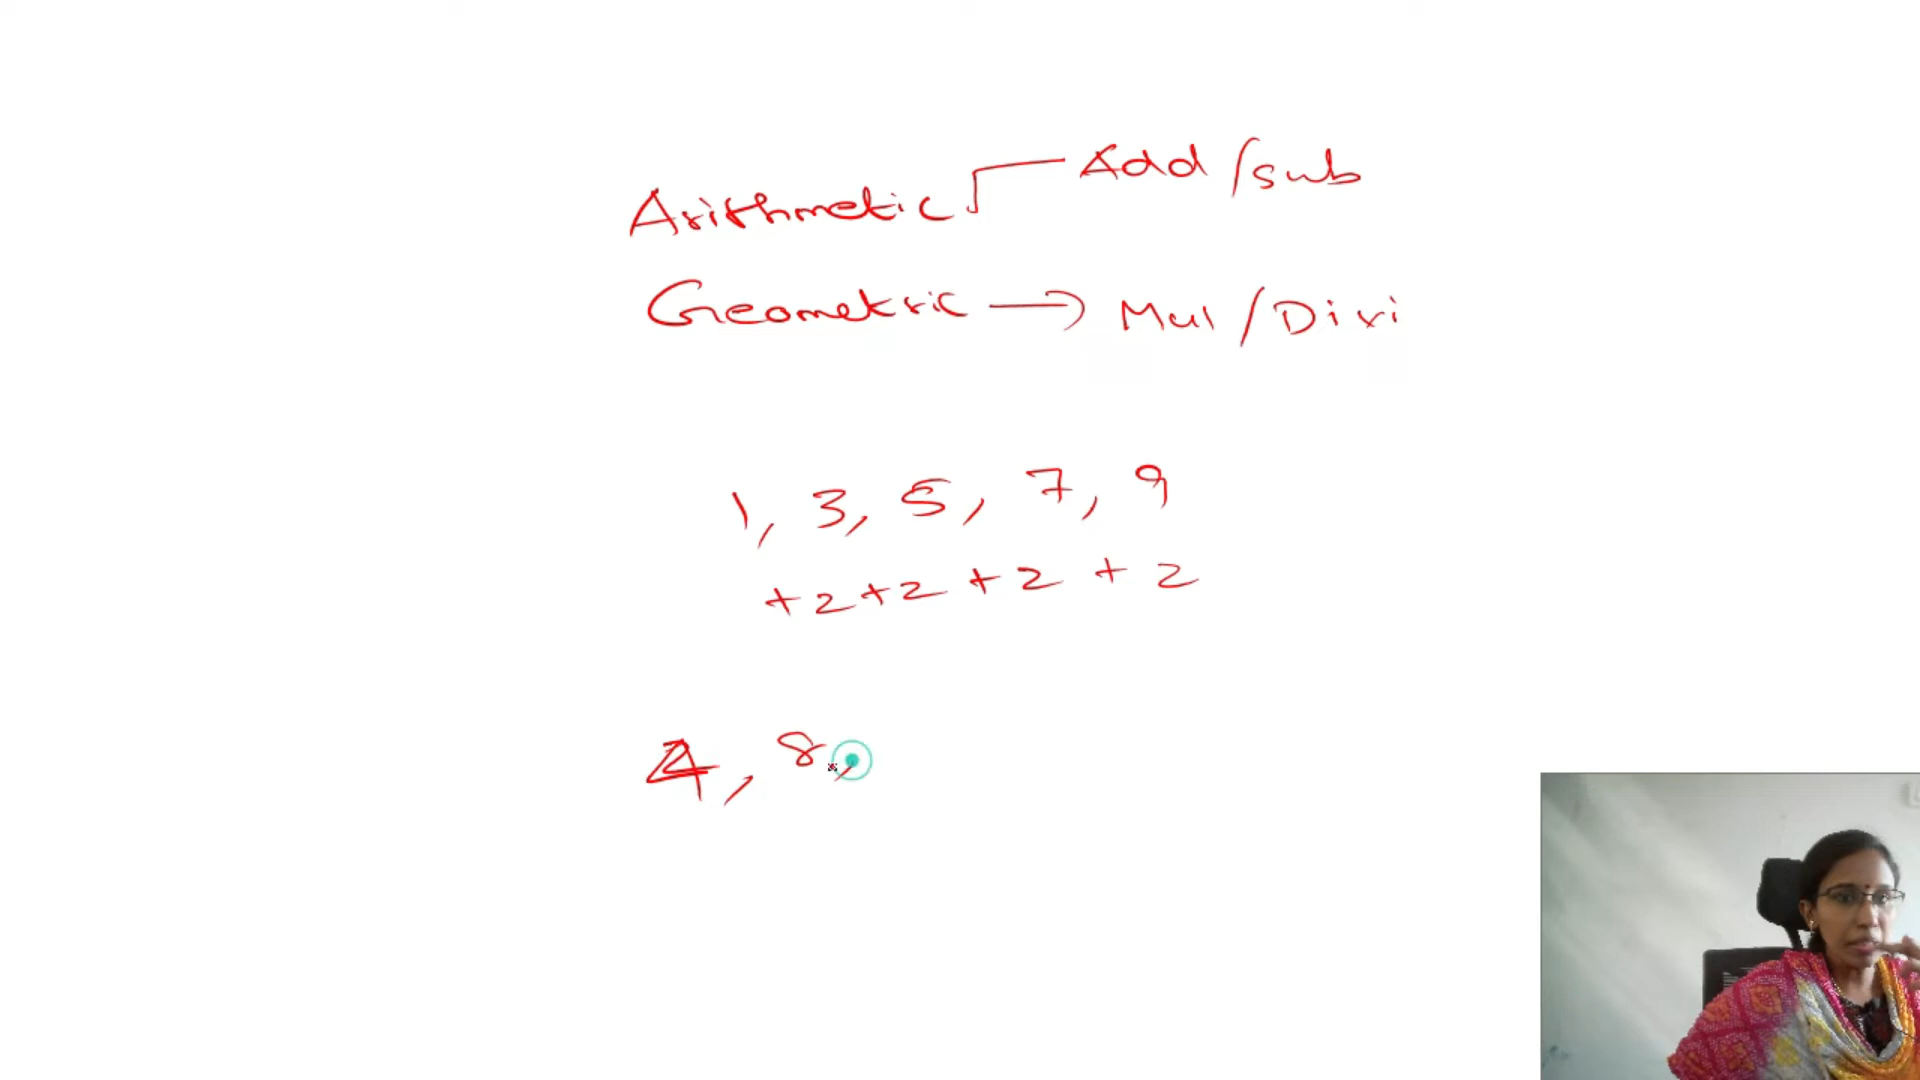 Arithmetic Add/sub
Geometric → Mul/Divi
1, 3, 5, 7, 9
+2 +2 +2 +2
4, 8,